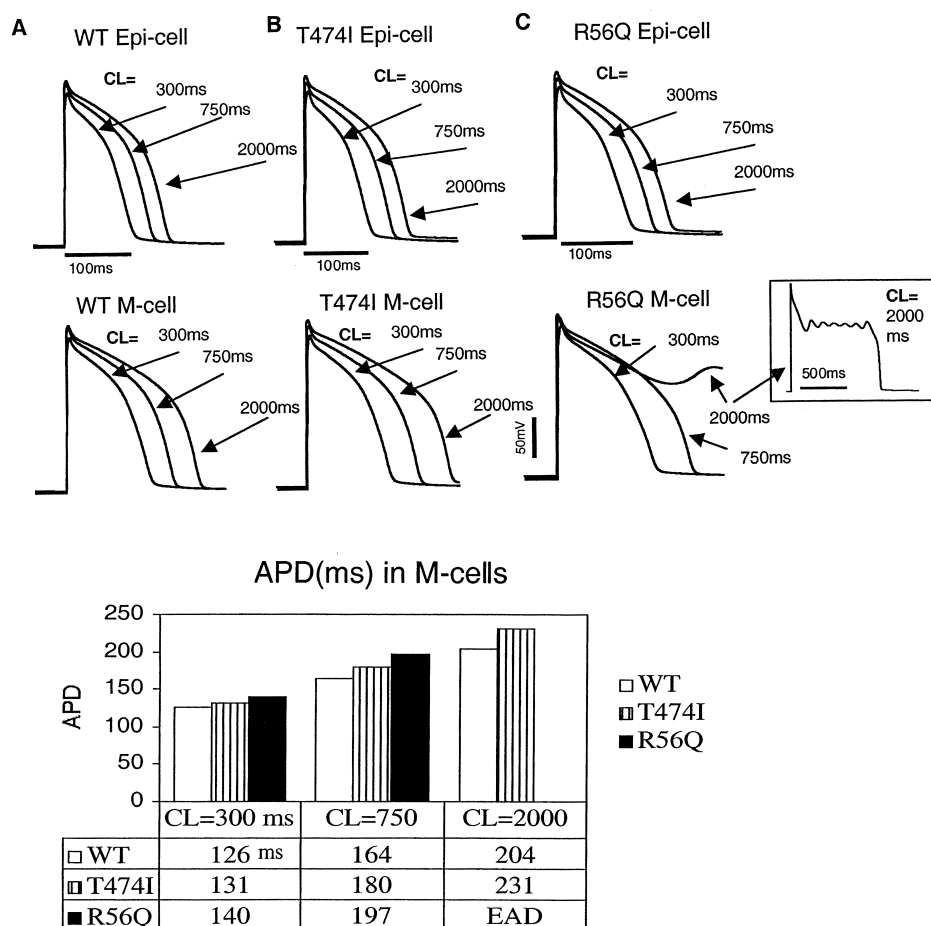 A
WT Epi-cell
CL=
300ms
750ms
2000ms
100ms
B
T474I Epi-cell
CL=
300ms
750ms
2000ms
100ms
C
R56Q Epi-cell
CL=
300ms
750ms
2000ms
100ms
WT M-cell
CL=
300ms
750ms
2000ms
T474I M-cell
CL=
300ms
750ms
2000ms
R56Q M-cell
CL=
300ms
2000ms
750ms
50mV
CL=
2000
ms
500ms
APD(ms) in M-cells
APD
250
200
150
100
50
0
WT
T474I
R56Q
CL=300 ms CL=750 CL=2000
WT 126 ms 164 204
T474I 131 180 231
R56Q 140 197 EAD